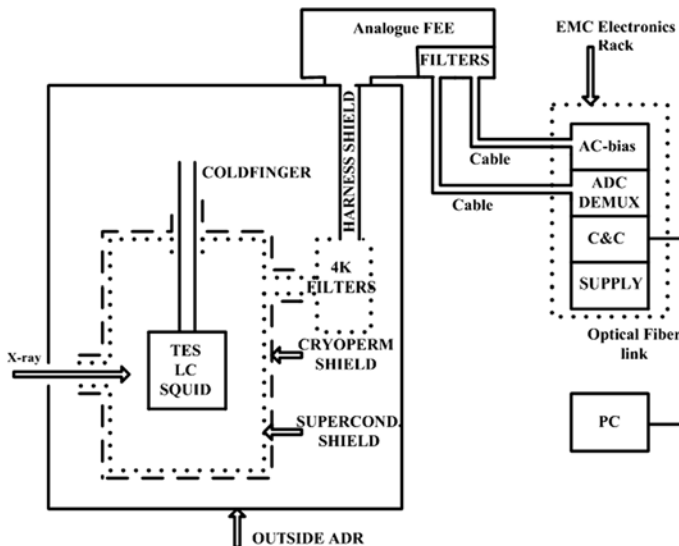 Analogue FEE
FILTERS
EMC Electronics
Rack
HARNESS SHIELD
AC-bias
Cable
COLDFINGER
ADC
DEMUX
Cable
C&C
4K
FILTERS
SUPPLY
Optical Fiber
link
CRYOPERM
SHIELD
TES
LC
SQUID
X-ray
SUPERCOND.
SHIELD
PC
OUTSIDE ADR